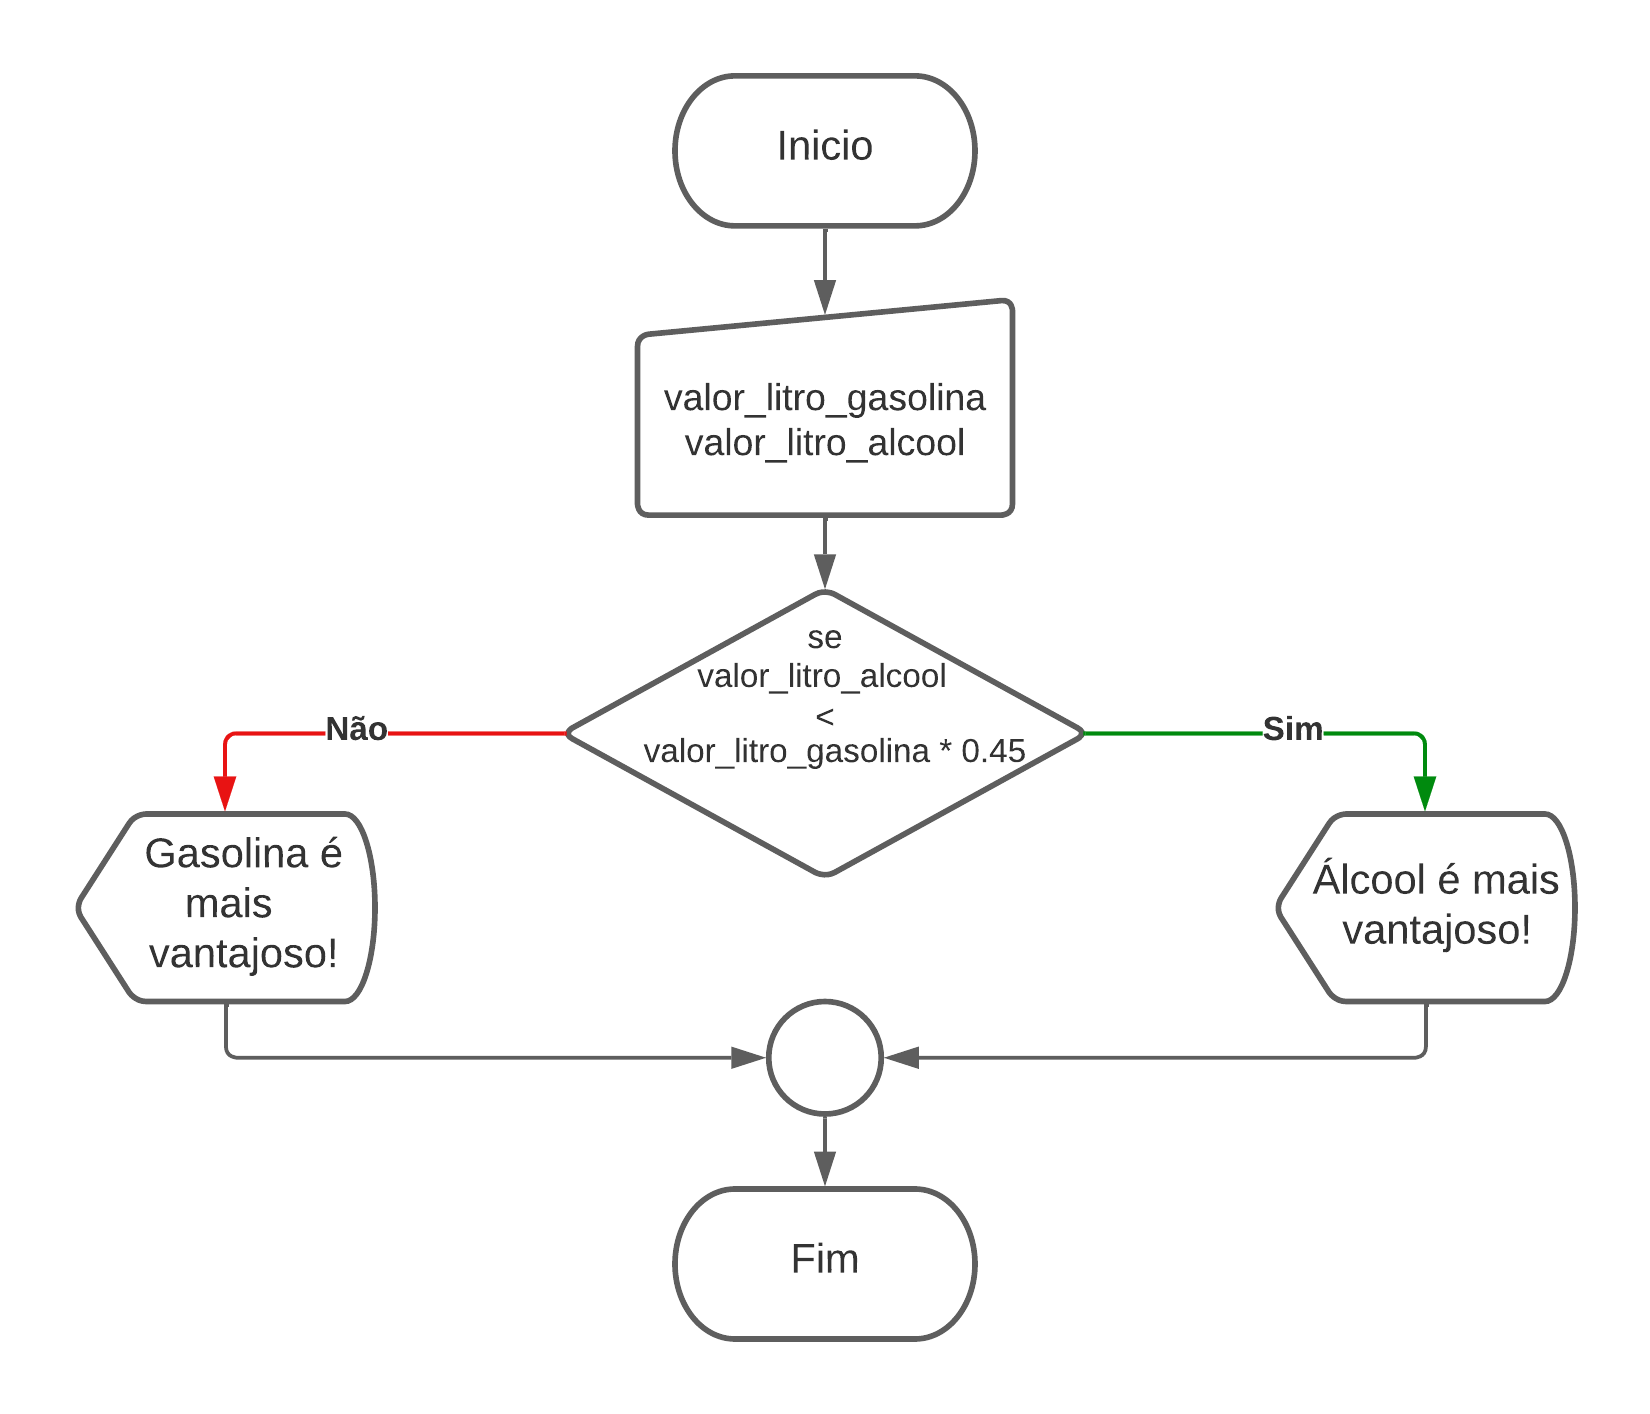 Inicio
valor_litro_gasolina
valor_litro_alcool
se
valor_litro_alcool
<
valor_litro_gasolina * 0.45
Não
Sim
Gasolina é
mais
vantajoso!
Álcool é mais
vantajoso!
Fim